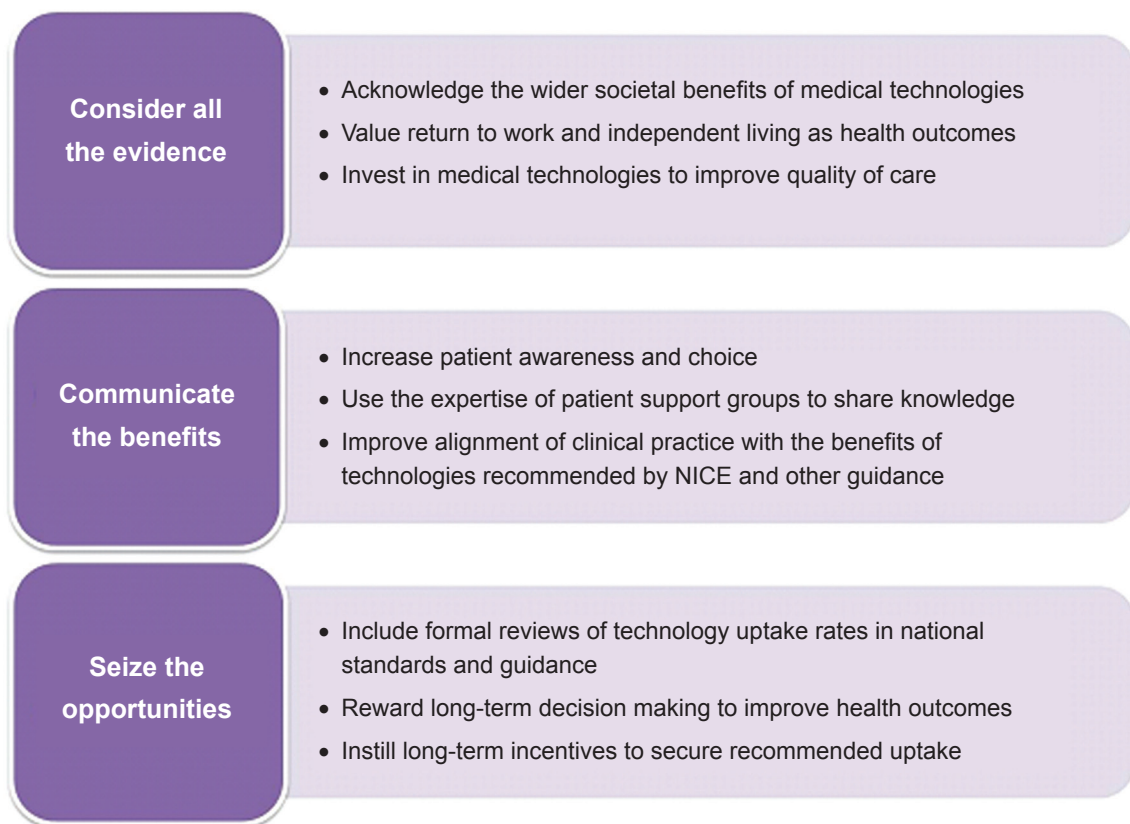 Consider all
the evidence
• Acknowledge the wider societal benefits of medical technologies
• Value return to work and independent living as health outcomes
• Invest in medical technologies to improve quality of care
Communicate
the benefits
• Increase patient awareness and choice
• Use the expertise of patient support groups to share knowledge
• Improve alignment of clinical practice with the benefits of
technologies recommended by NICE and other guidance
Seize the
opportunities
• Include formal reviews of technology uptake rates in national
standards and guidance
• Reward long-term decision making to improve health outcomes
• Instill long-term incentives to secure recommended uptake